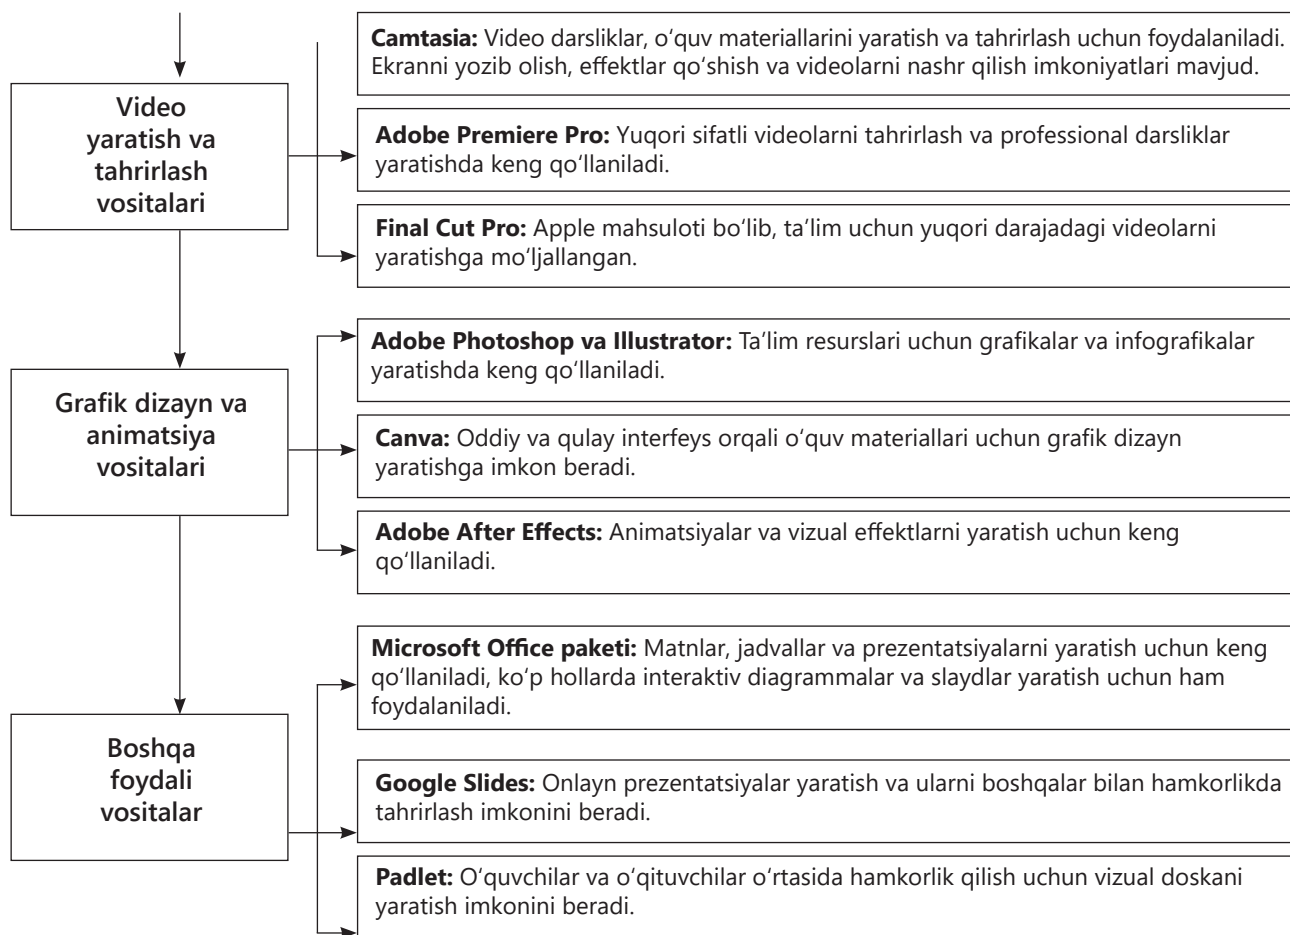 Camtasia: Video darsliklar, o‘quv materiallarini yaratish va tahrirlash uchun foydalaniladi.
Ekranni yozib olish, effektlar qo‘shish va videolarni nashr qilish imkoniyatlari mavjud.
Video
yaratish va
tahrirlash
vositalari
Adobe Premiere Pro: Yuqori sifatli videolarni tahrirlash va professional darsliklar
yaratishda keng qo‘llaniladi.
Final Cut Pro: Apple mahsuloti bo‘lib, ta’lim uchun yuqori darajadagi videolarni
yaratishga mo‘ljallangan.
Adobe Photoshop va Illustrator: Ta’lim resurslari uchun grafikalar va infografikalar
yaratishda keng qo‘llaniladi.
Grafik dizayn va
animatsiya
vositalari
Canva: Oddiy va qulay interfeys orqali o‘quv materiallari uchun grafik dizayn
yaratishga imkon beradi.
Adobe After Effects: Animatsiyalar va vizual effektlarni yaratish uchun keng
qo‘llaniladi.
Microsoft Office paketi: Matnlar, jadvallar va prezentatsiyalarni yaratish uchun keng
qo‘llaniladi, ko‘p hollarda interaktiv diagrammalar va slaydlar yaratish uchun ham
foydalaniladi.
Boshqa
foydali
vositalar
Google Slides: Onlayn prezentatsiyalar yaratish va ularni boshqalar bilan hamkorlikda
tahrirlash imkonini beradi.
Padlet: O‘quvchilar va o‘qituvchilar o‘rtasida hamkorlik qilish uchun vizual doskani
yaratish imkonini beradi.